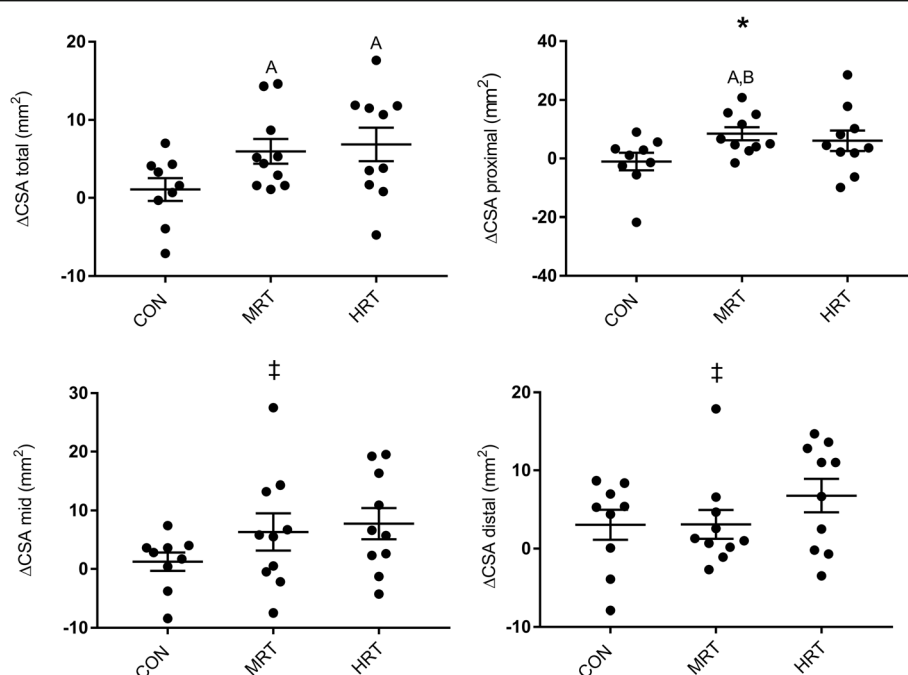 *
20
40
A
A
A,B
ΔCSA total (mm²)
10
ΔCSA proximal (mm²)
20
0
0
-20
-10
-40
CON
MRT
HRT
CON
MRT
HRT
‡
‡
30
20
ΔCSA mid (mm²)
20
ΔCSA distal (mm²)
10
10
0
0
-10
-10
CON
MRT
HRT
CON
MRT
HRT